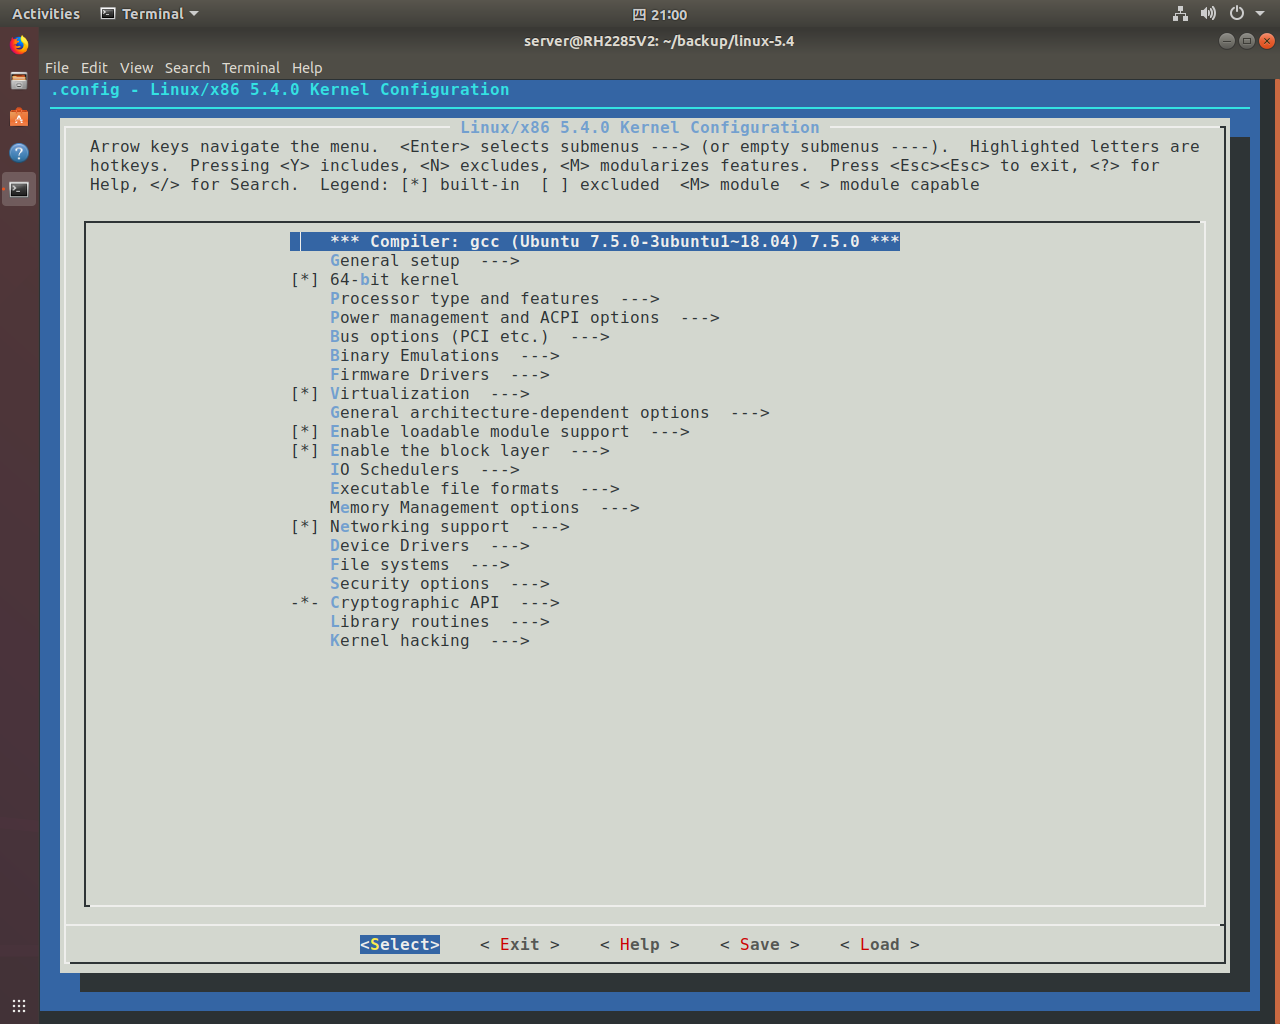 Activities Terminal 四 21:00
server@RH2285V2: ~/backup/linux-5.4
File Edit View Search Terminal Help
.config - Linux/x86 5.4.0 Kernel Configuration
Linux/x86 5.4.0 Kernel Configuration
Arrow keys navigate the menu.  <Enter> selects submenus ---> (or empty submenus ----).  Highlighted letters are
hotkeys.  Pressing <Y> includes, <N> excludes, <M> modularizes features.  Press <Esc><Esc> to exit, <?> for
Help, </> for Search.  Legend: [*] built-in  [ ] excluded  <M> module  < > module capable
*** Compiler: gcc (Ubuntu 7.5.0-3ubuntu1~18.04) 7.5.0 ***
General setup  --->
[*] 64-bit kernel
Processor type and features  --->
Power management and ACPI options  --->
Bus options (PCI etc.)  --->
Binary Emulations  --->
Firmware Drivers  --->
[*] Virtualization  --->
General architecture-dependent options  --->
[*] Enable loadable module support  --->
[*] Enable the block layer  --->
IO Schedulers  --->
Executable file formats  --->
Memory Management options  --->
[*] Networking support  --->
Device Drivers  --->
File systems  --->
Security options  --->
-*- Cryptographic API  --->
Library routines  --->
Kernel hacking  --->
<Select>    < Exit >    < Help >    < Save >    < Load >